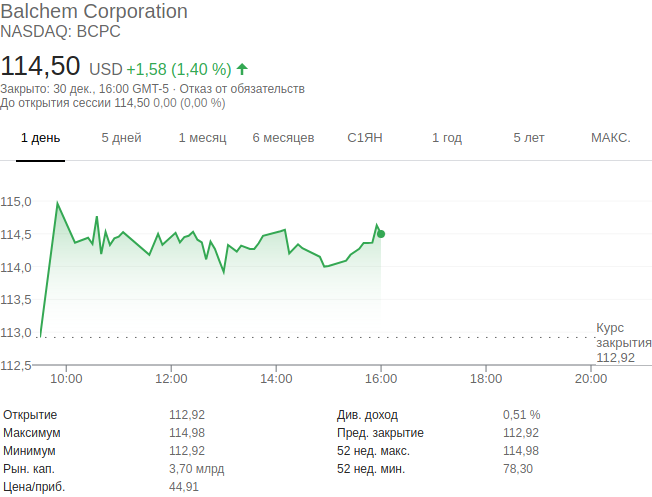 Balchem Corporation
NASDAQ: BCPC
114,50 USD +1,58 (1,40 %)
Закрыто: 30 дек., 16:00 GMT-5 · Отказ от обязательств
До открытия сессии 114,50 0,00 (0,00 %)
1 день 5 дней 1 месяц 6 месяцев С1ЯН 1 год 5 лет МАКС.
115,0
114,5
114,0
113,5
113,0
Курс
закрытия
112,92
112,5
10:00 12:00 14:00 16:00 18:00 20:00
Открытие 112,92 Див. доход 0,51 %
Максимум 114,98 Пред. закрытие 112,92
Минимум 112,92 52 нед. макс. 114,98
Рын. кап. 3,70 млрд 52 нед. мин. 78,30
Цена/приб. 44,91